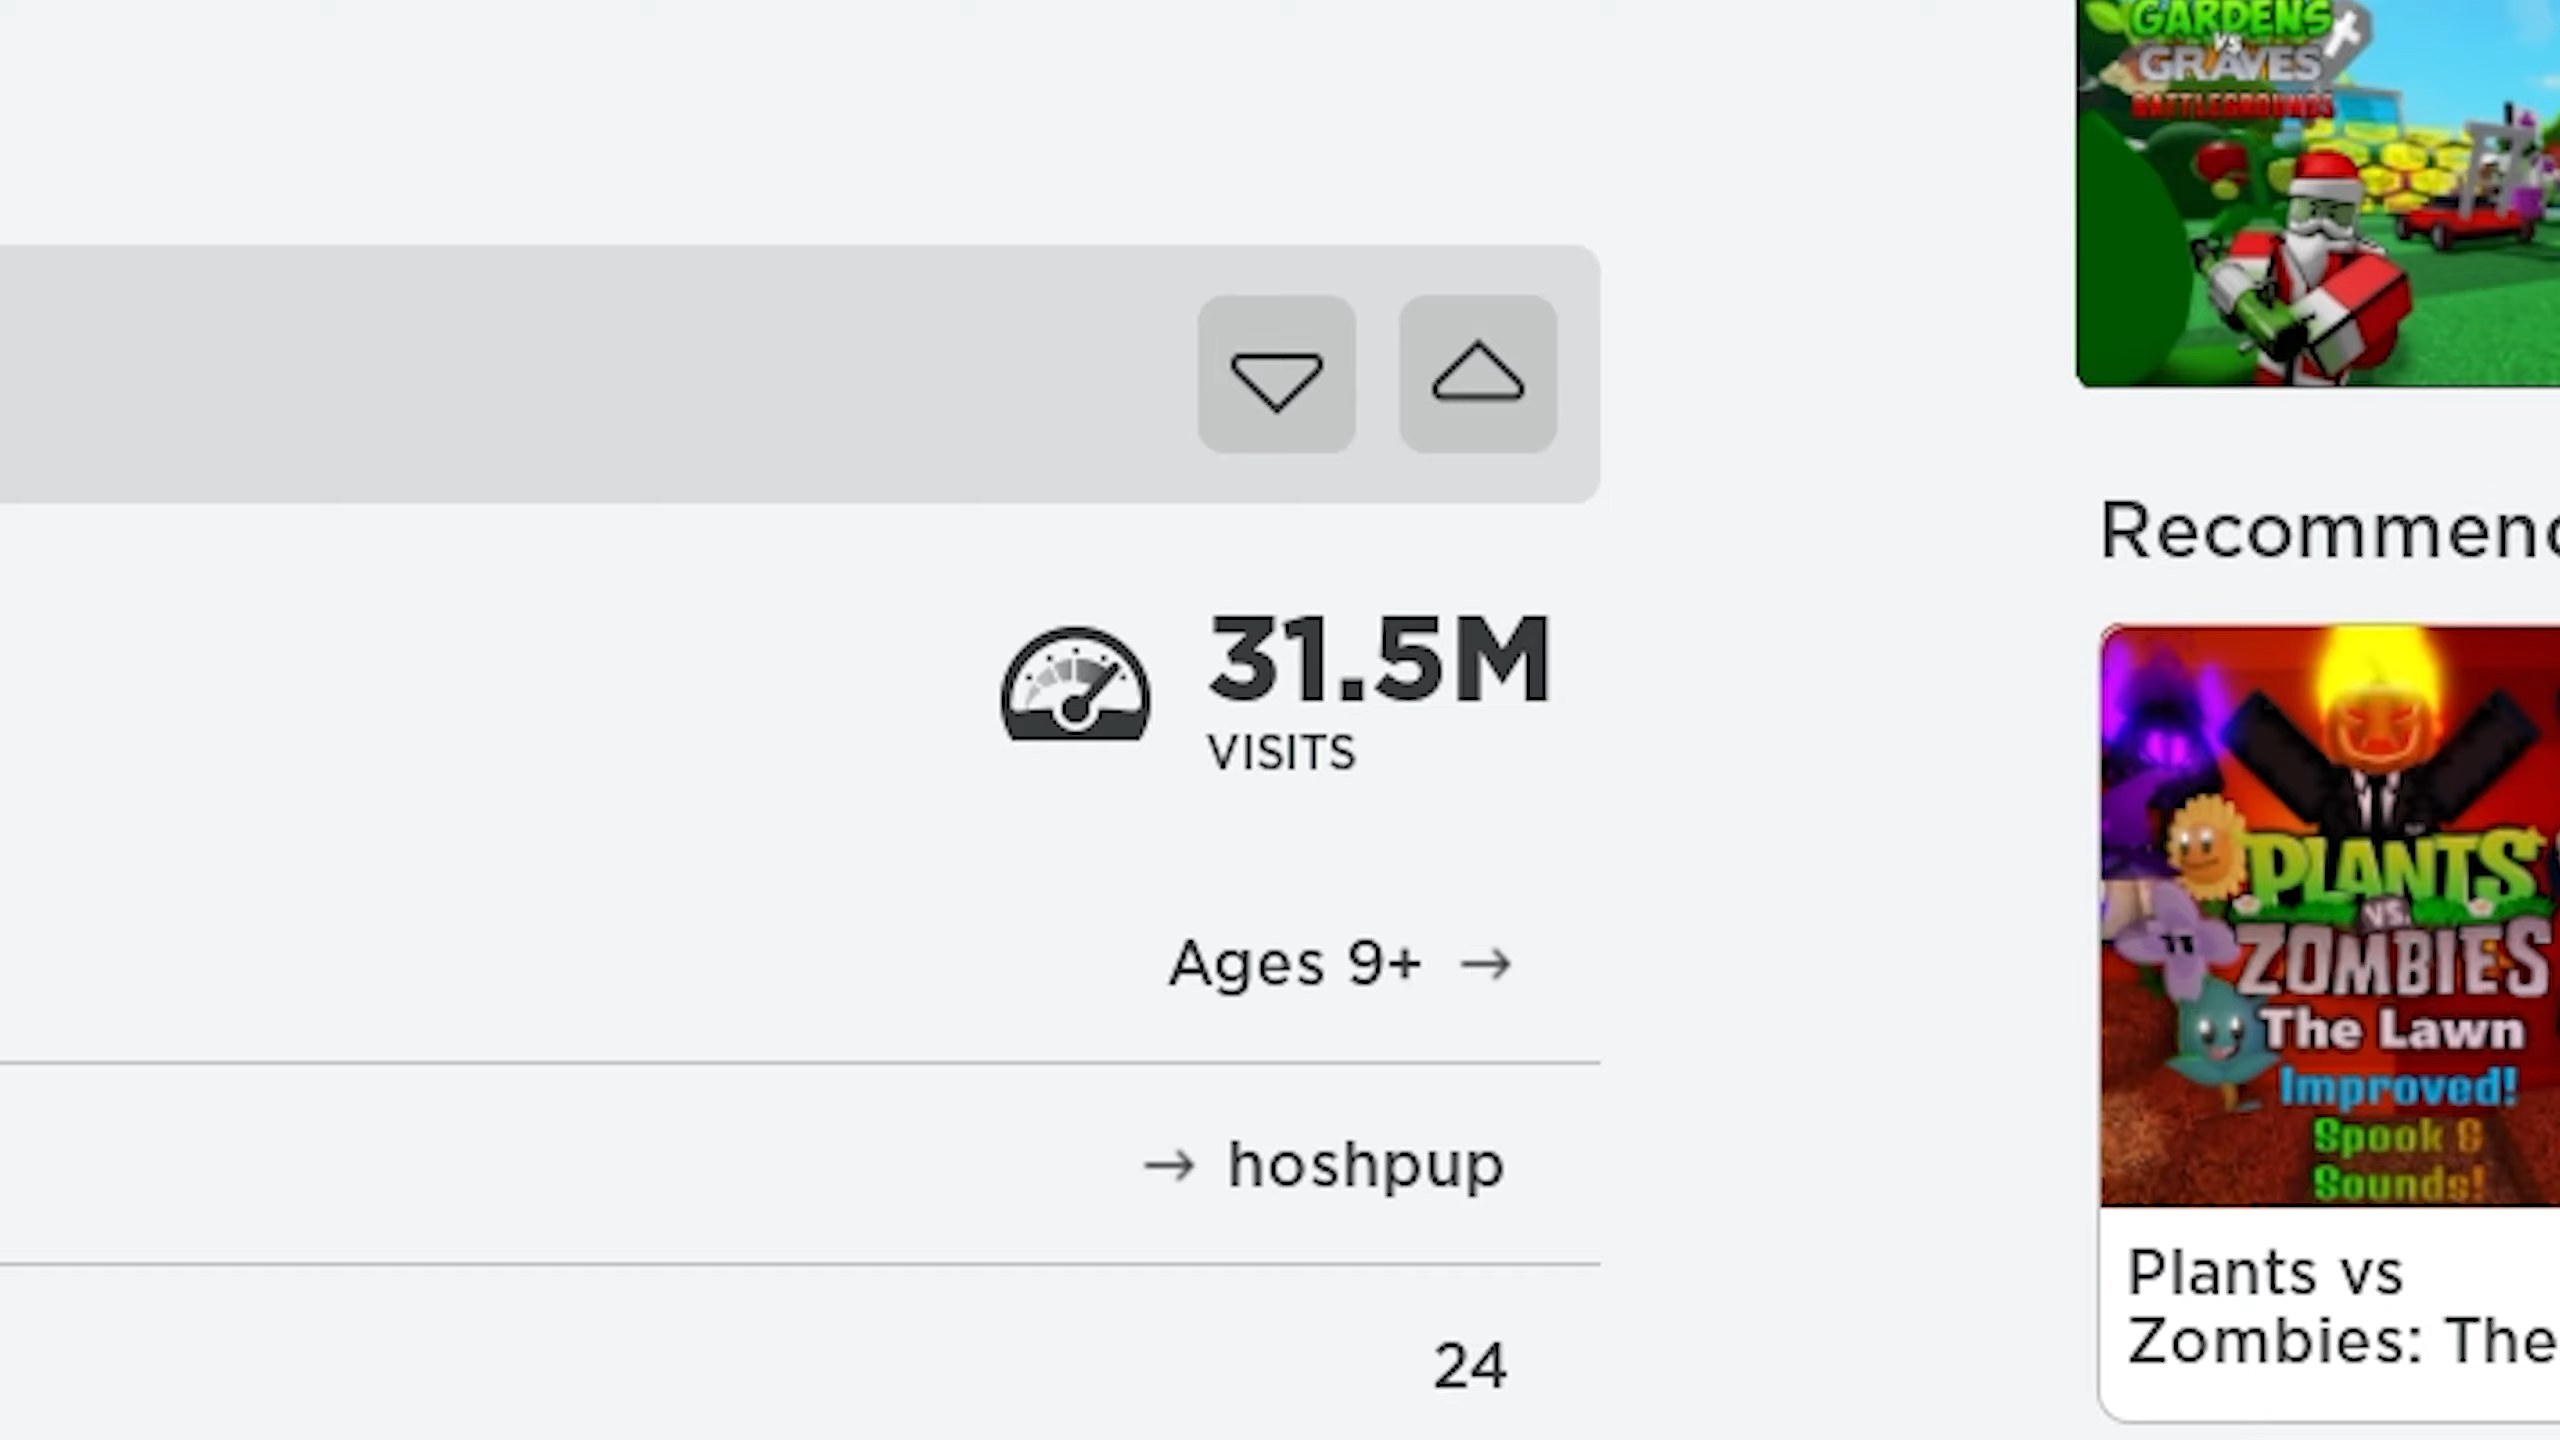 GARDENS
VS
GRAVES
BATTLEGROUNDS
31.5M
VISITS
Ages 9+ →
→ hoshpup
24
Recommend
PLANTS
VS.
ZOMBIES
The Lawn
Improved!
Spook &
Sounds!
Plants vs
Zombies: The